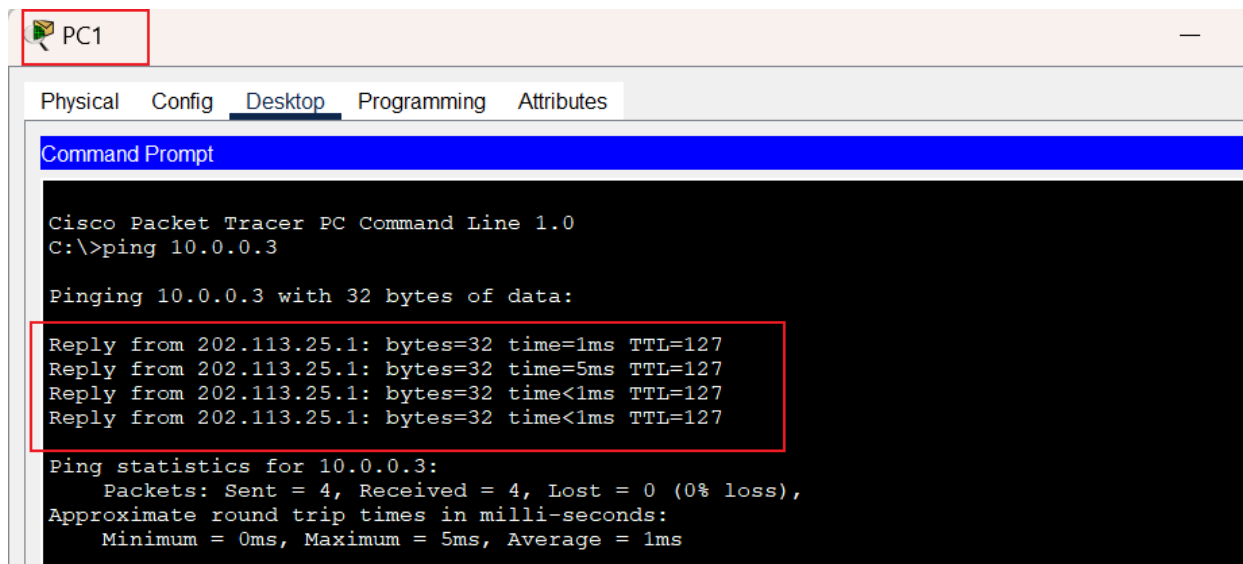 PC1
Physical Config Desktop Programming Attributes
Command Prompt
Cisco Packet Tracer PC Command Line 1.0
C:\>ping 10.0.0.3
Pinging 10.0.0.3 with 32 bytes of data:
Reply from 202.113.25.1: bytes=32 time=1ms TTL=127
Reply from 202.113.25.1: bytes=32 time=5ms TTL=127
Reply from 202.113.25.1: bytes=32 time<1ms TTL=127
Reply from 202.113.25.1: bytes=32 time<1ms TTL=127
Ping statistics for 10.0.0.3:
Packets: Sent = 4, Received = 4, Lost = 0 (0% loss),
Approximate round trip times in milli-seconds:
Minimum = 0ms, Maximum = 5ms, Average = 1ms